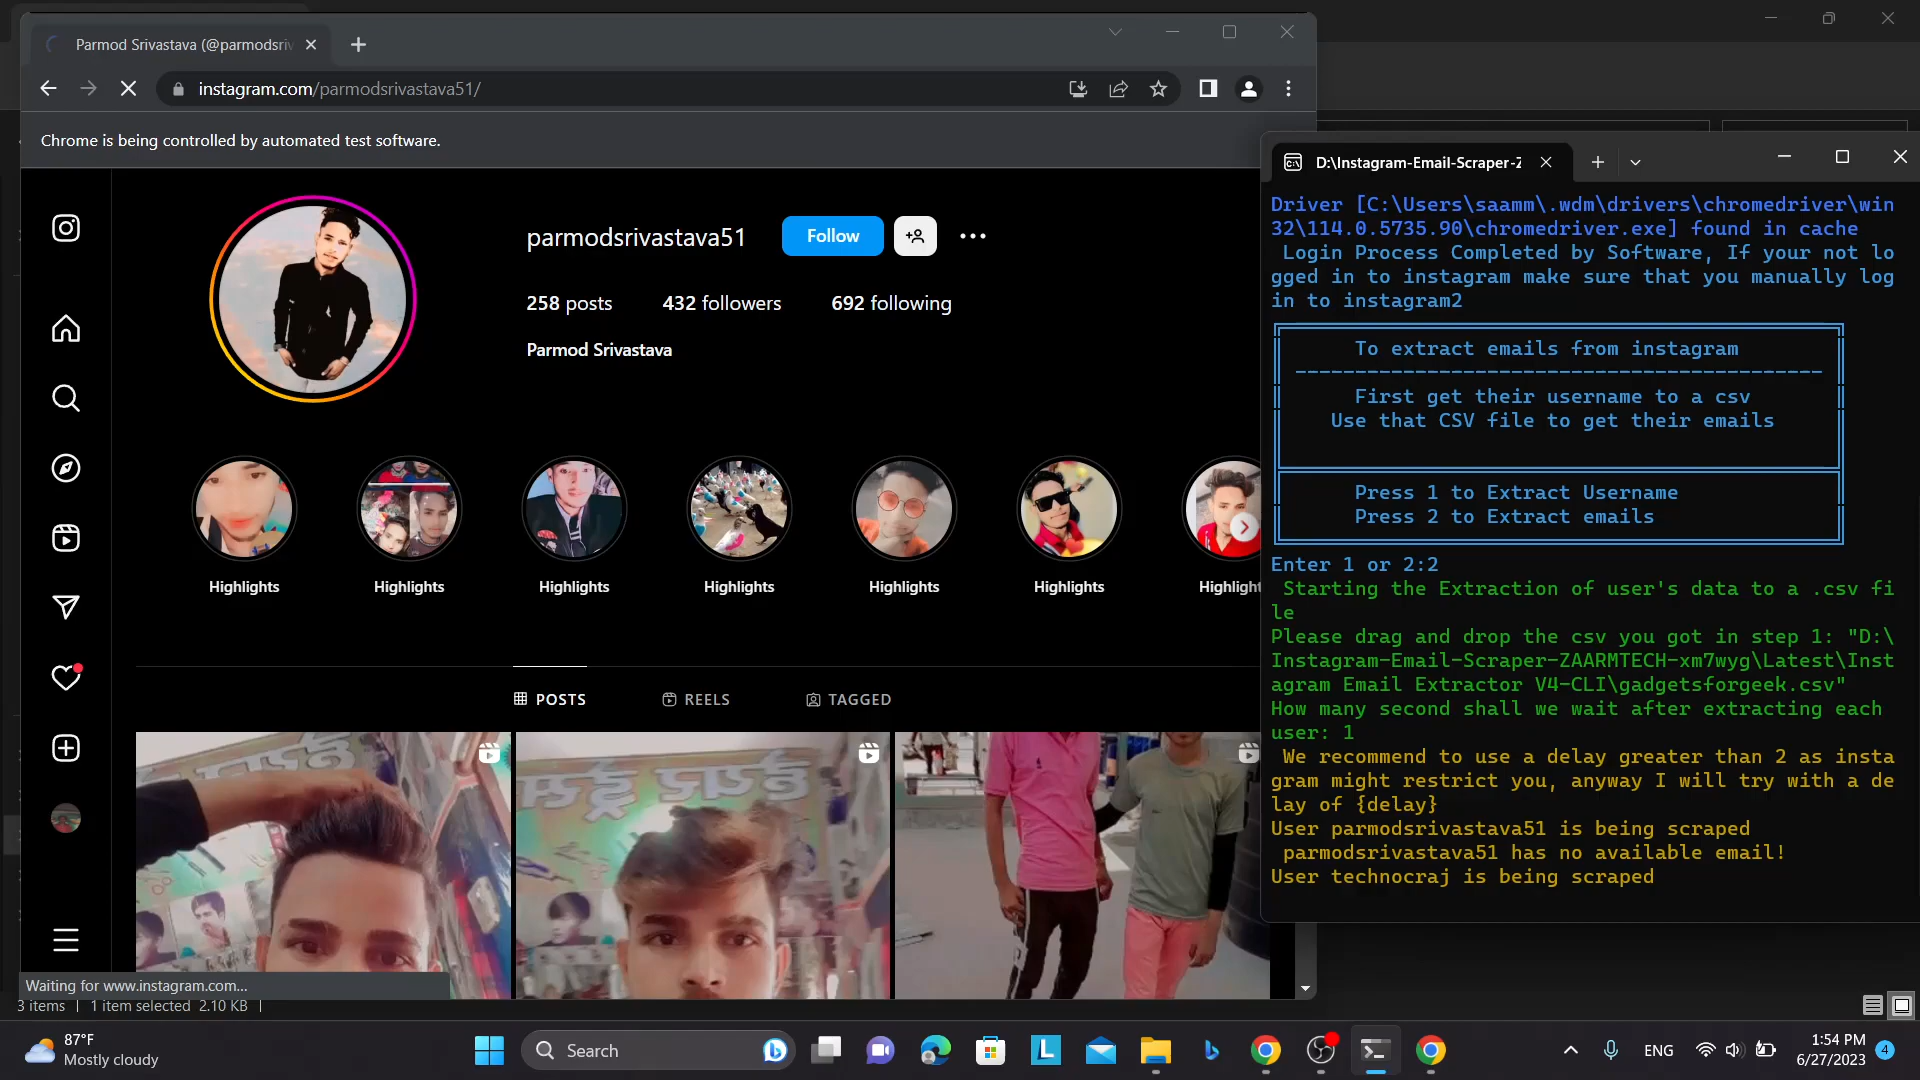 Parmod Srivastava (@parmodsriv
instagram.com/parmodsrivastava51/
Chrome is being controlled by automated test software.
parmodsrivastava51
Follow
258 posts
432 followers
692 following
Parmod Srivastava
Highlights
Highlights
Highlights
Highlights
Highlights
Highlights
Highlight
POSTS
REELS
TAGGED
Waiting for www.instagram.com...
3 items
1 item selected 2.10 KB
D:\Instagram-Email-Scraper-Z
Driver [C:\Users\saamm\.wdm\drivers\chromedriver\win
32\114.0.5735.90\chromedriver.exe] found in cache
Login Process Completed by Software, If your not lo
gged in to instagram make sure that you manually log
in to instagram2
To extract emails from instagram
First get their username to a csv
Use that CSV file to get their emails
Press 1 to Extract Username
Press 2 to Extract emails
Enter 1 or 2:2
Starting the Extraction of user's data to a .csv fi
le
Please drag and drop the csv you got in step 1: "D:\
Instagram-Email-Scraper-ZAARMTECH-xm7wyg\Latest\Inst
agram Email Extractor V4-CLI\gadgetsforgeek.csv"
How many second shall we wait after extracting each
user: 1
We recommend to use a delay greater than 2 as insta
gram might restrict you, anyway I will try with a de
lay of {delay}
User parmodsrivastava51 is being scraped
parmodsrivastava51 has no available email!
User technocraj is being scraped
87°F
Mostly cloudy
Search
L
ENG
1:54 PM
6/27/2023
4